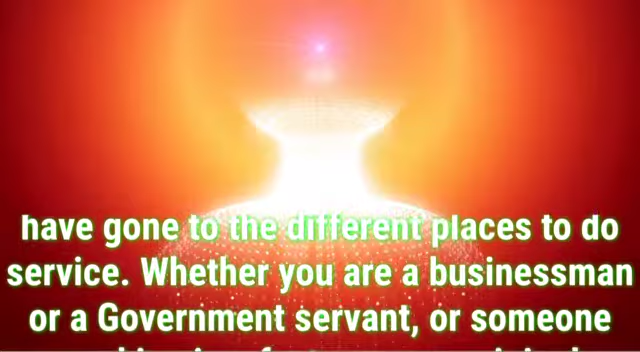 have gone to the different places to do
service. Whether you are a businessman
or a Government servant, or someone